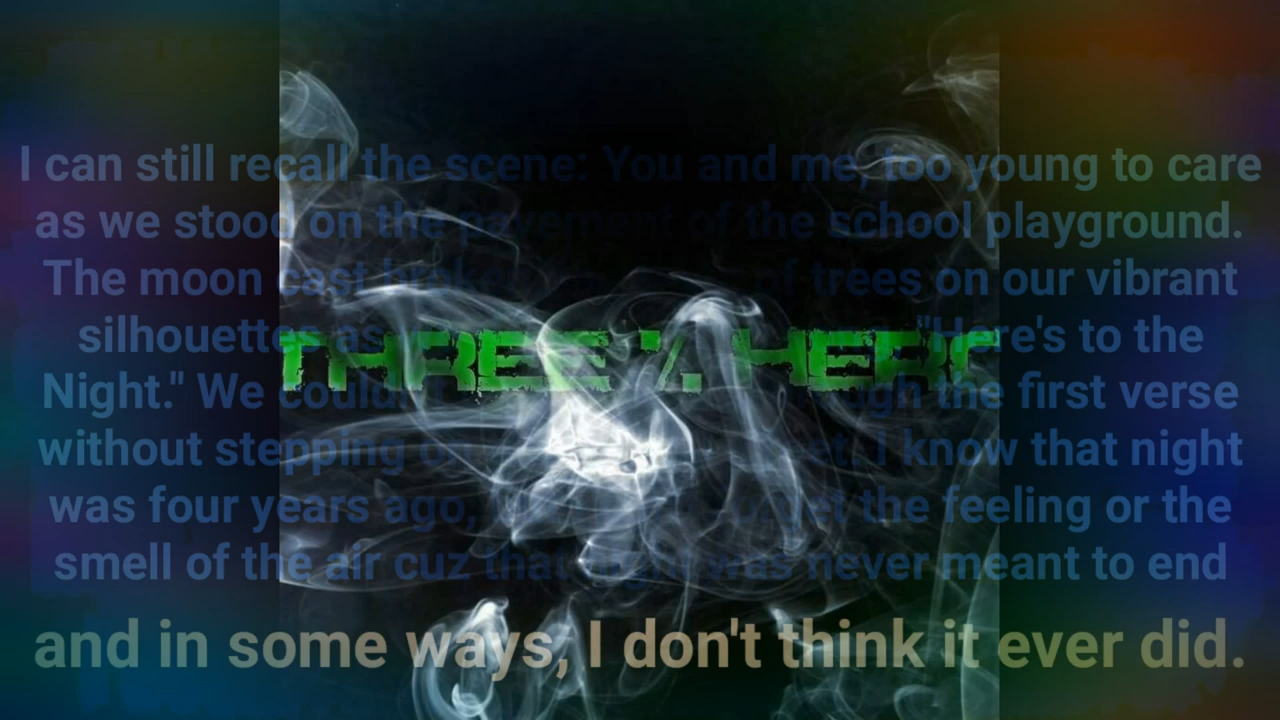 I can still recall the scene: You and me, too young to care
as we stood on the pavement of the school playground.
The moon cast broken of trees on our vibrant
silhouettes as "Here's to the
THREE % HERO
Night." We couldn't through the first verse
without stepping on I know that night
was four years ago, forget the feeling or the
smell of the air cuz that night was never meant to end
and in some ways, I don't think it ever did.